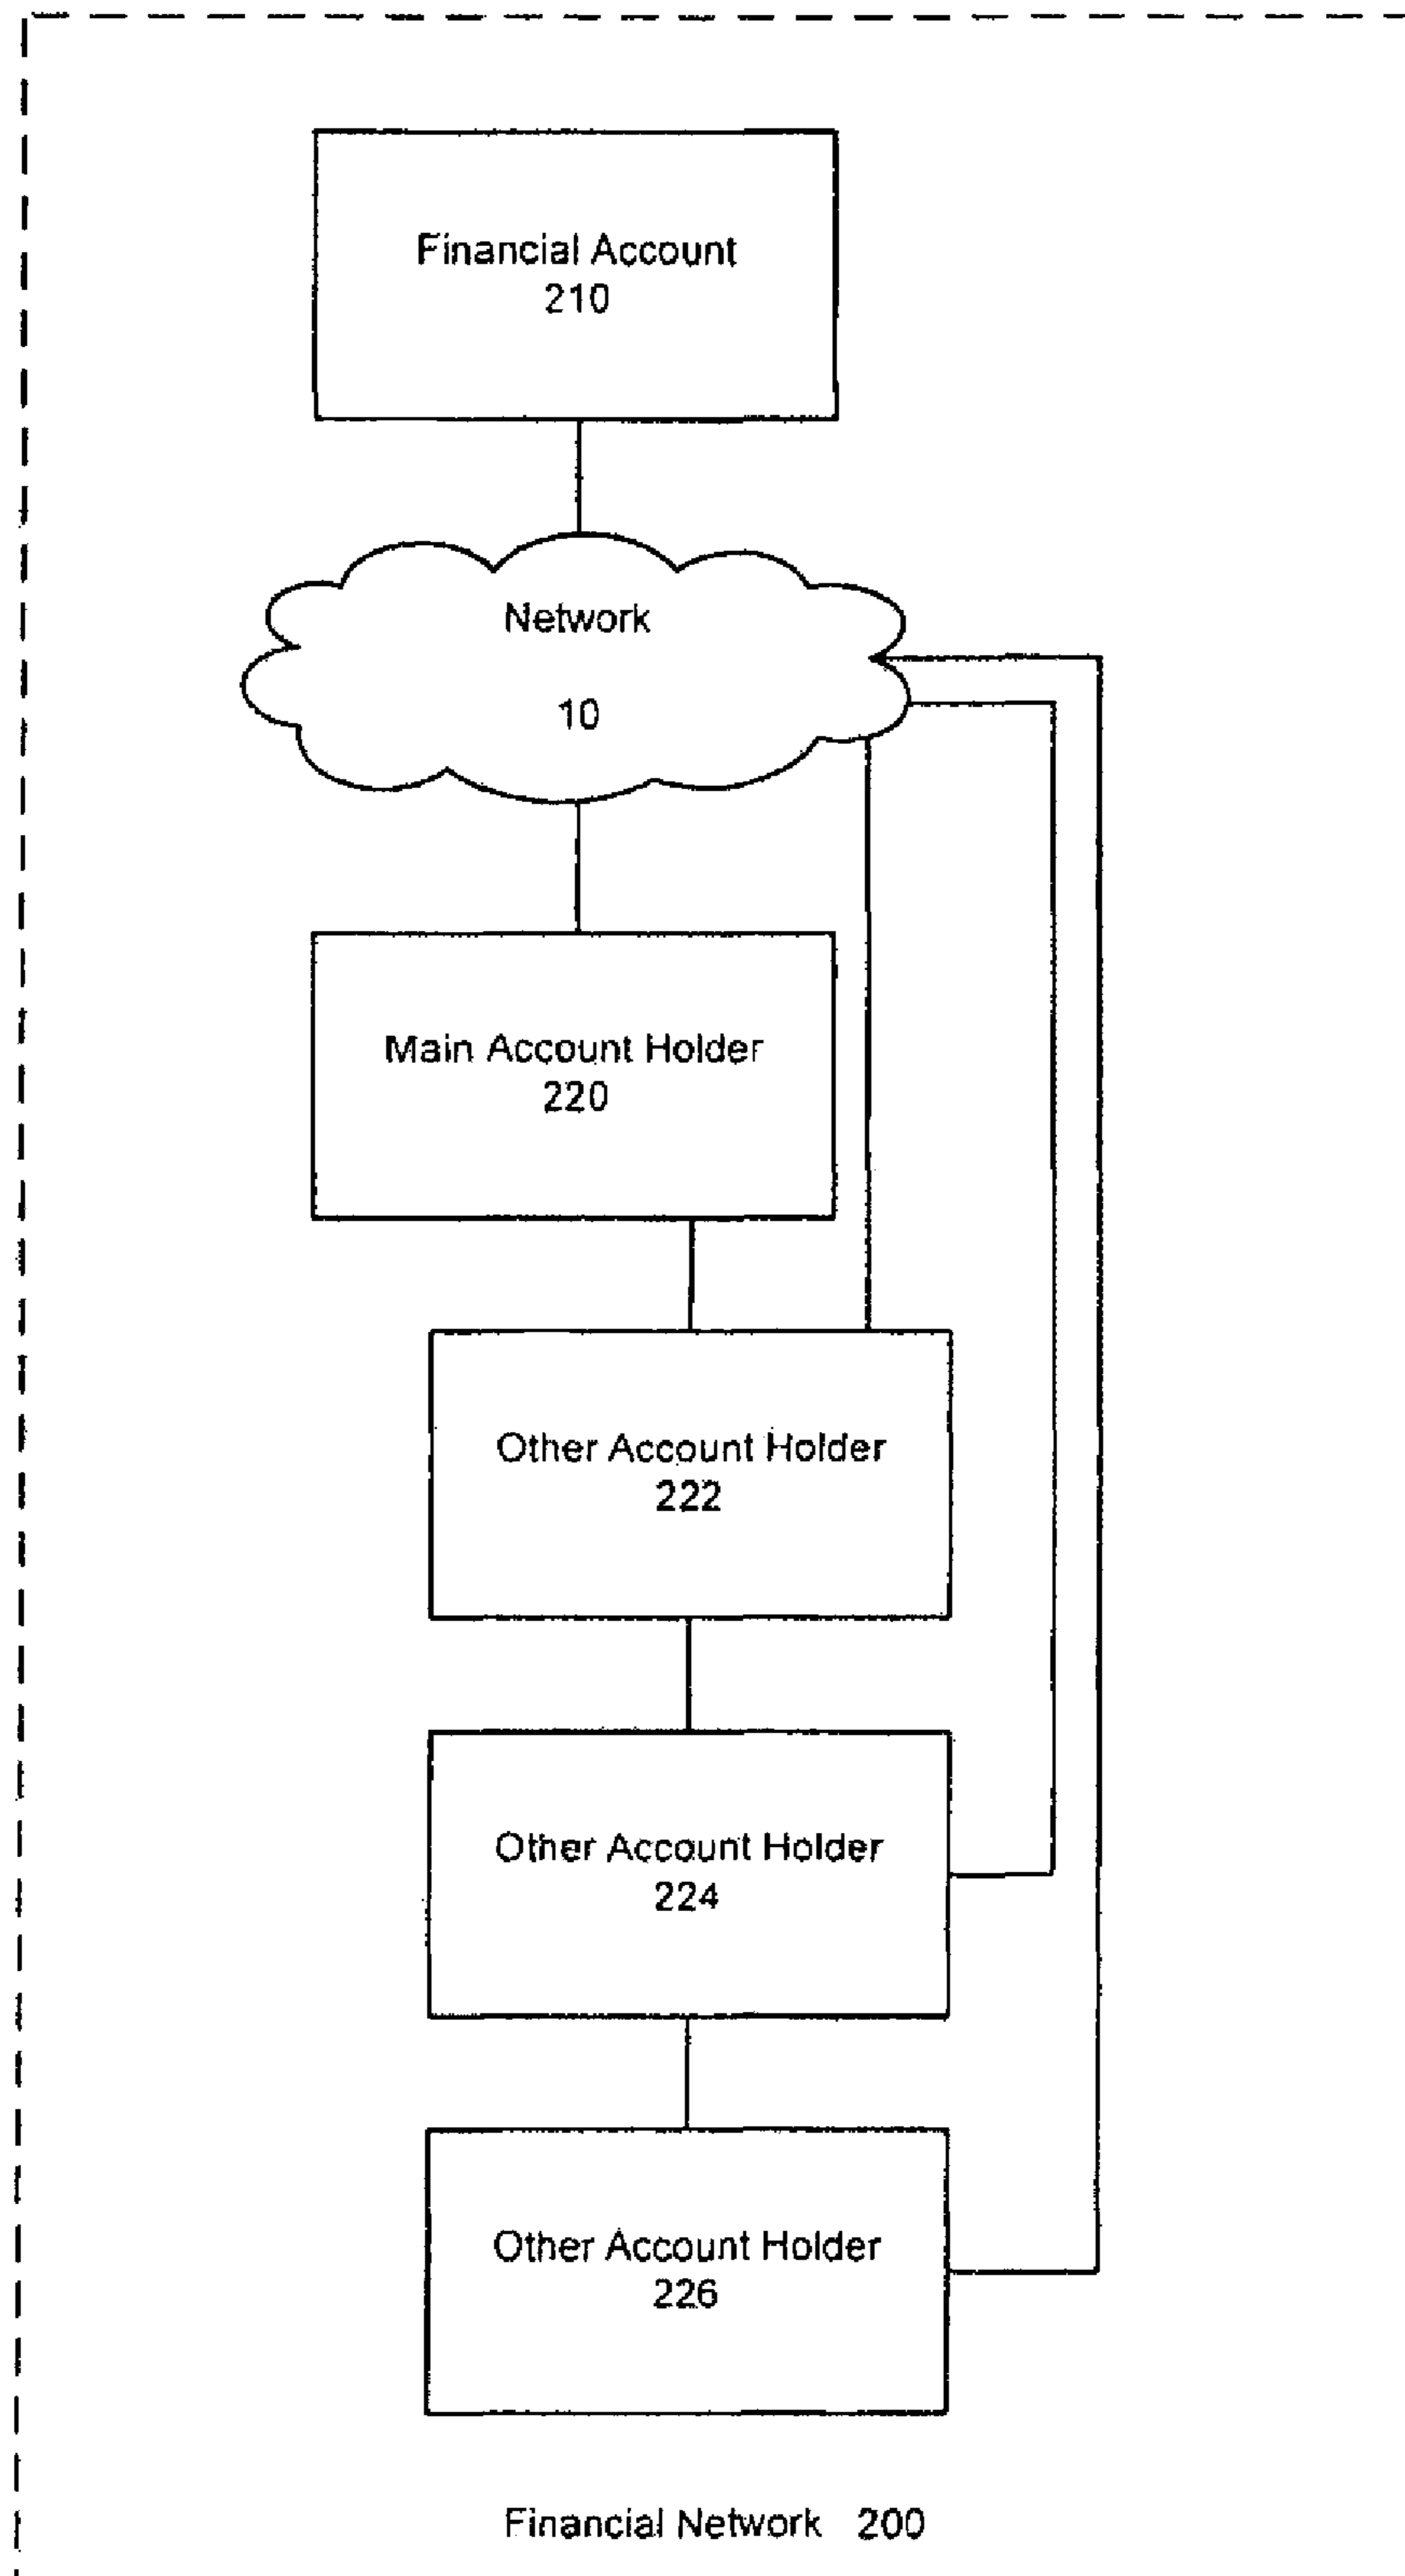 Financial Account
210
Network
10
Main Account Holder
220
Other Account Holder
222
Other Account Holder
224
Other Account Holder
226
Financial Network 200